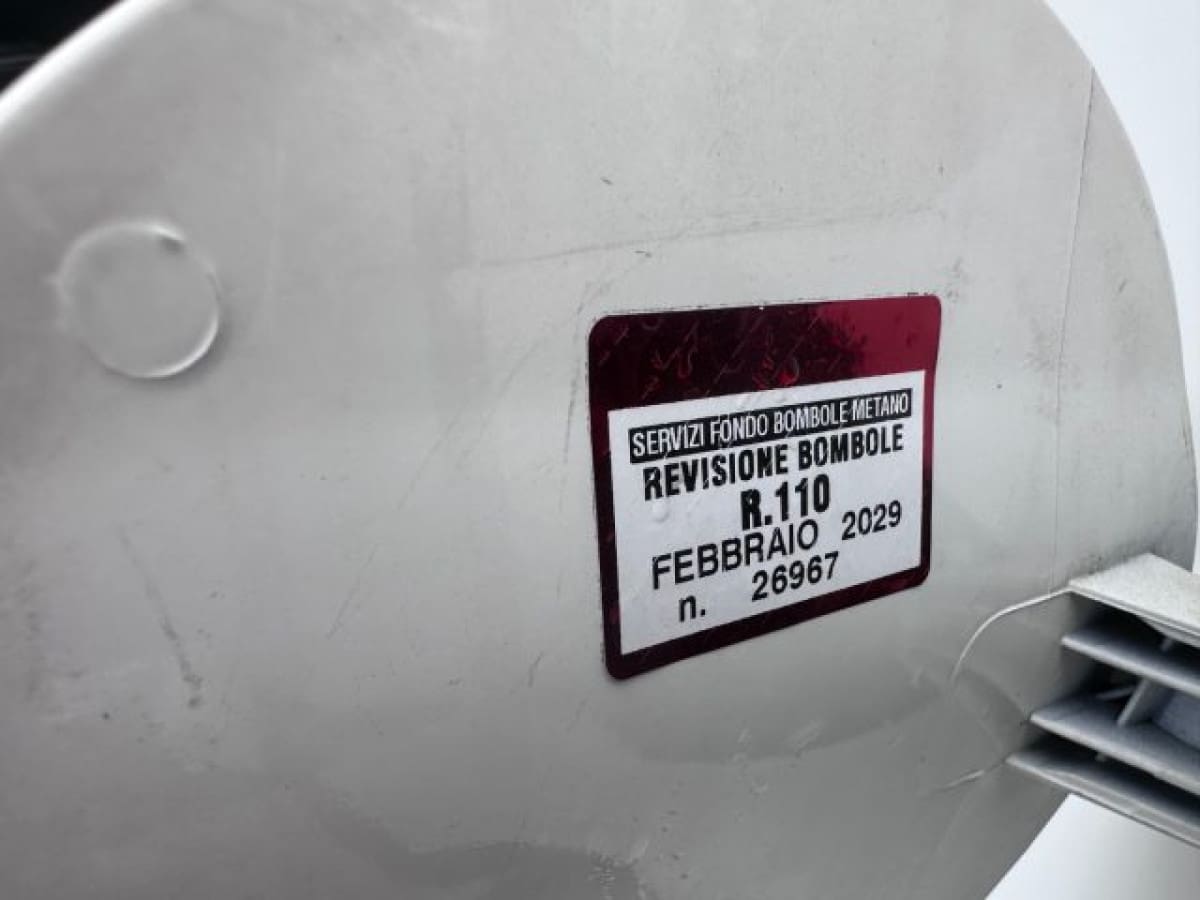 SERVIZI FONDO BOMBOLE METANO
REVISIONE BOMBOLE
R.110
FEBBRAIO 2029
n. 26967